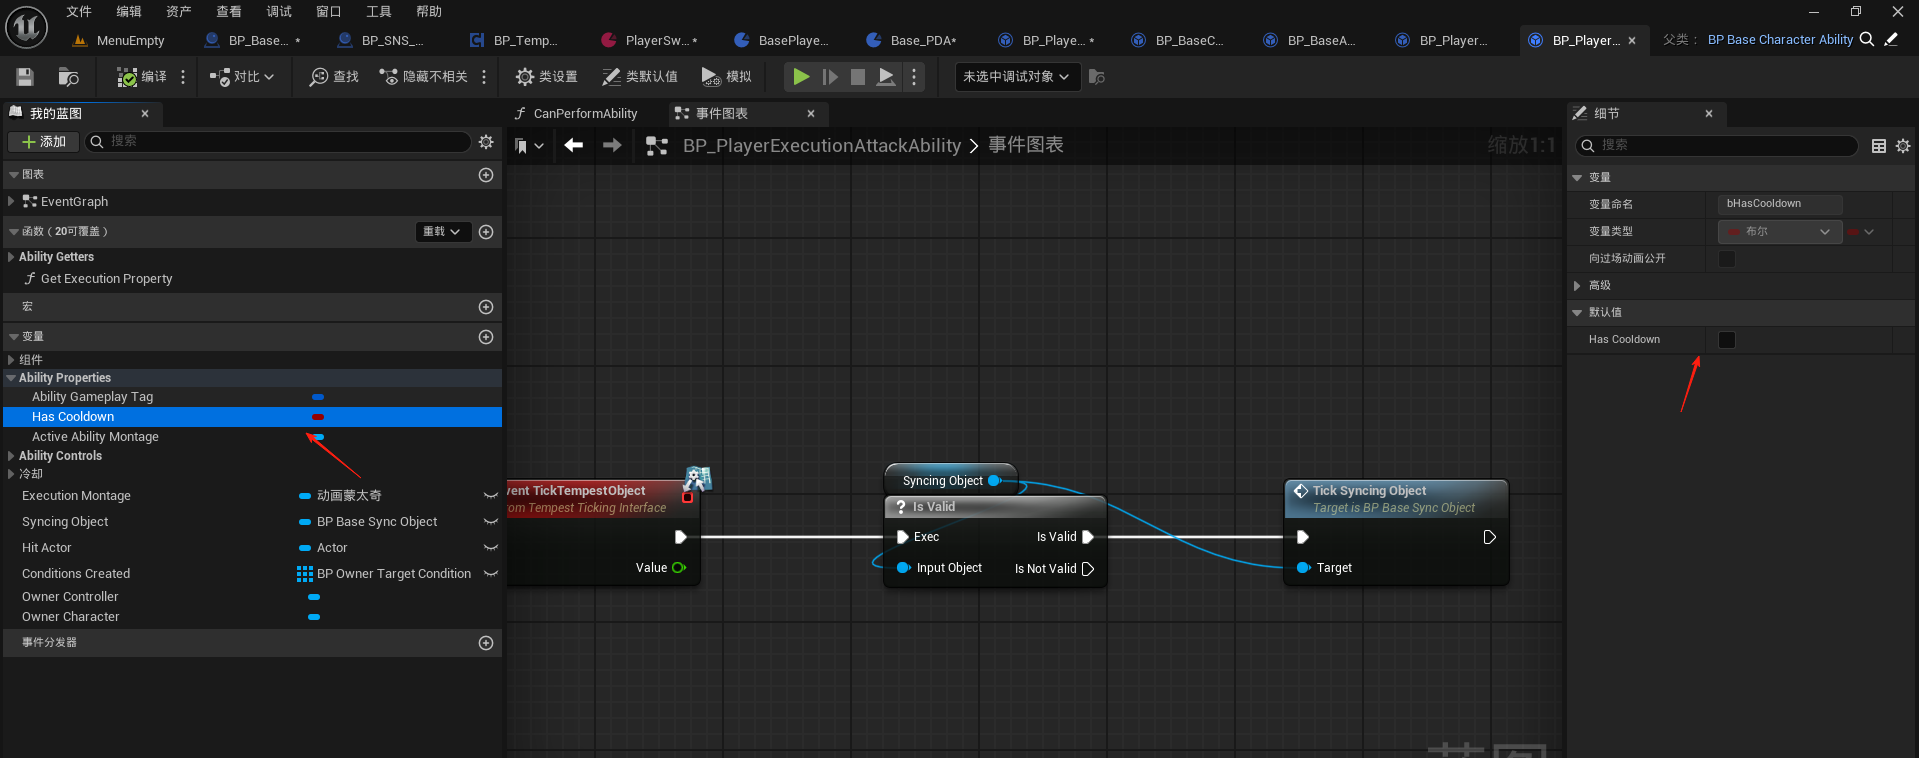 文件 编辑 资产 查看 调试 窗口 工具 帮助
MenuEmpty BP_Base... * BP_SNS_... BP_Temp... PlayerSw... * BasePlaye... Base_PDA* BP_Playe... * BP_BaseC... BP_BaseA... BP_Player... BP_Player... 父类： BP Base Character Ability
编译 对比 查找 隐藏不相关 类设置 类默认值 模拟 未选中调试对象
我的蓝图
添加 搜索
图表
EventGraph
函数（20可覆盖） 重载
Ability Getters
Get Execution Property
宏
变量
组件
Ability Properties
Ability Gameplay Tag
Has Cooldown
Active Ability Montage
Ability Controls
冷却
Execution Montage 动画蒙太奇
Syncing Object BP Base Sync Object
Hit Actor Actor
Conditions Created BP Owner Target Condition
Owner Controller
Owner Character
事件分发器
CanPerformAbility 事件图表
BP_PlayerExecutionAttackAbility > 事件图表 缩放1:1
vent TickTempestObject
rom Tempest Ticking Interface
Value
Syncing Object
? Is Valid
Exec Is Valid
Input Object Is Not Valid
Tick Syncing Object
Target is BP Base Sync Object
Target
细节
搜索
变量
变量命名 bHasCooldown
变量类型 布尔
向过场动画公开
高级
默认值
Has Cooldown